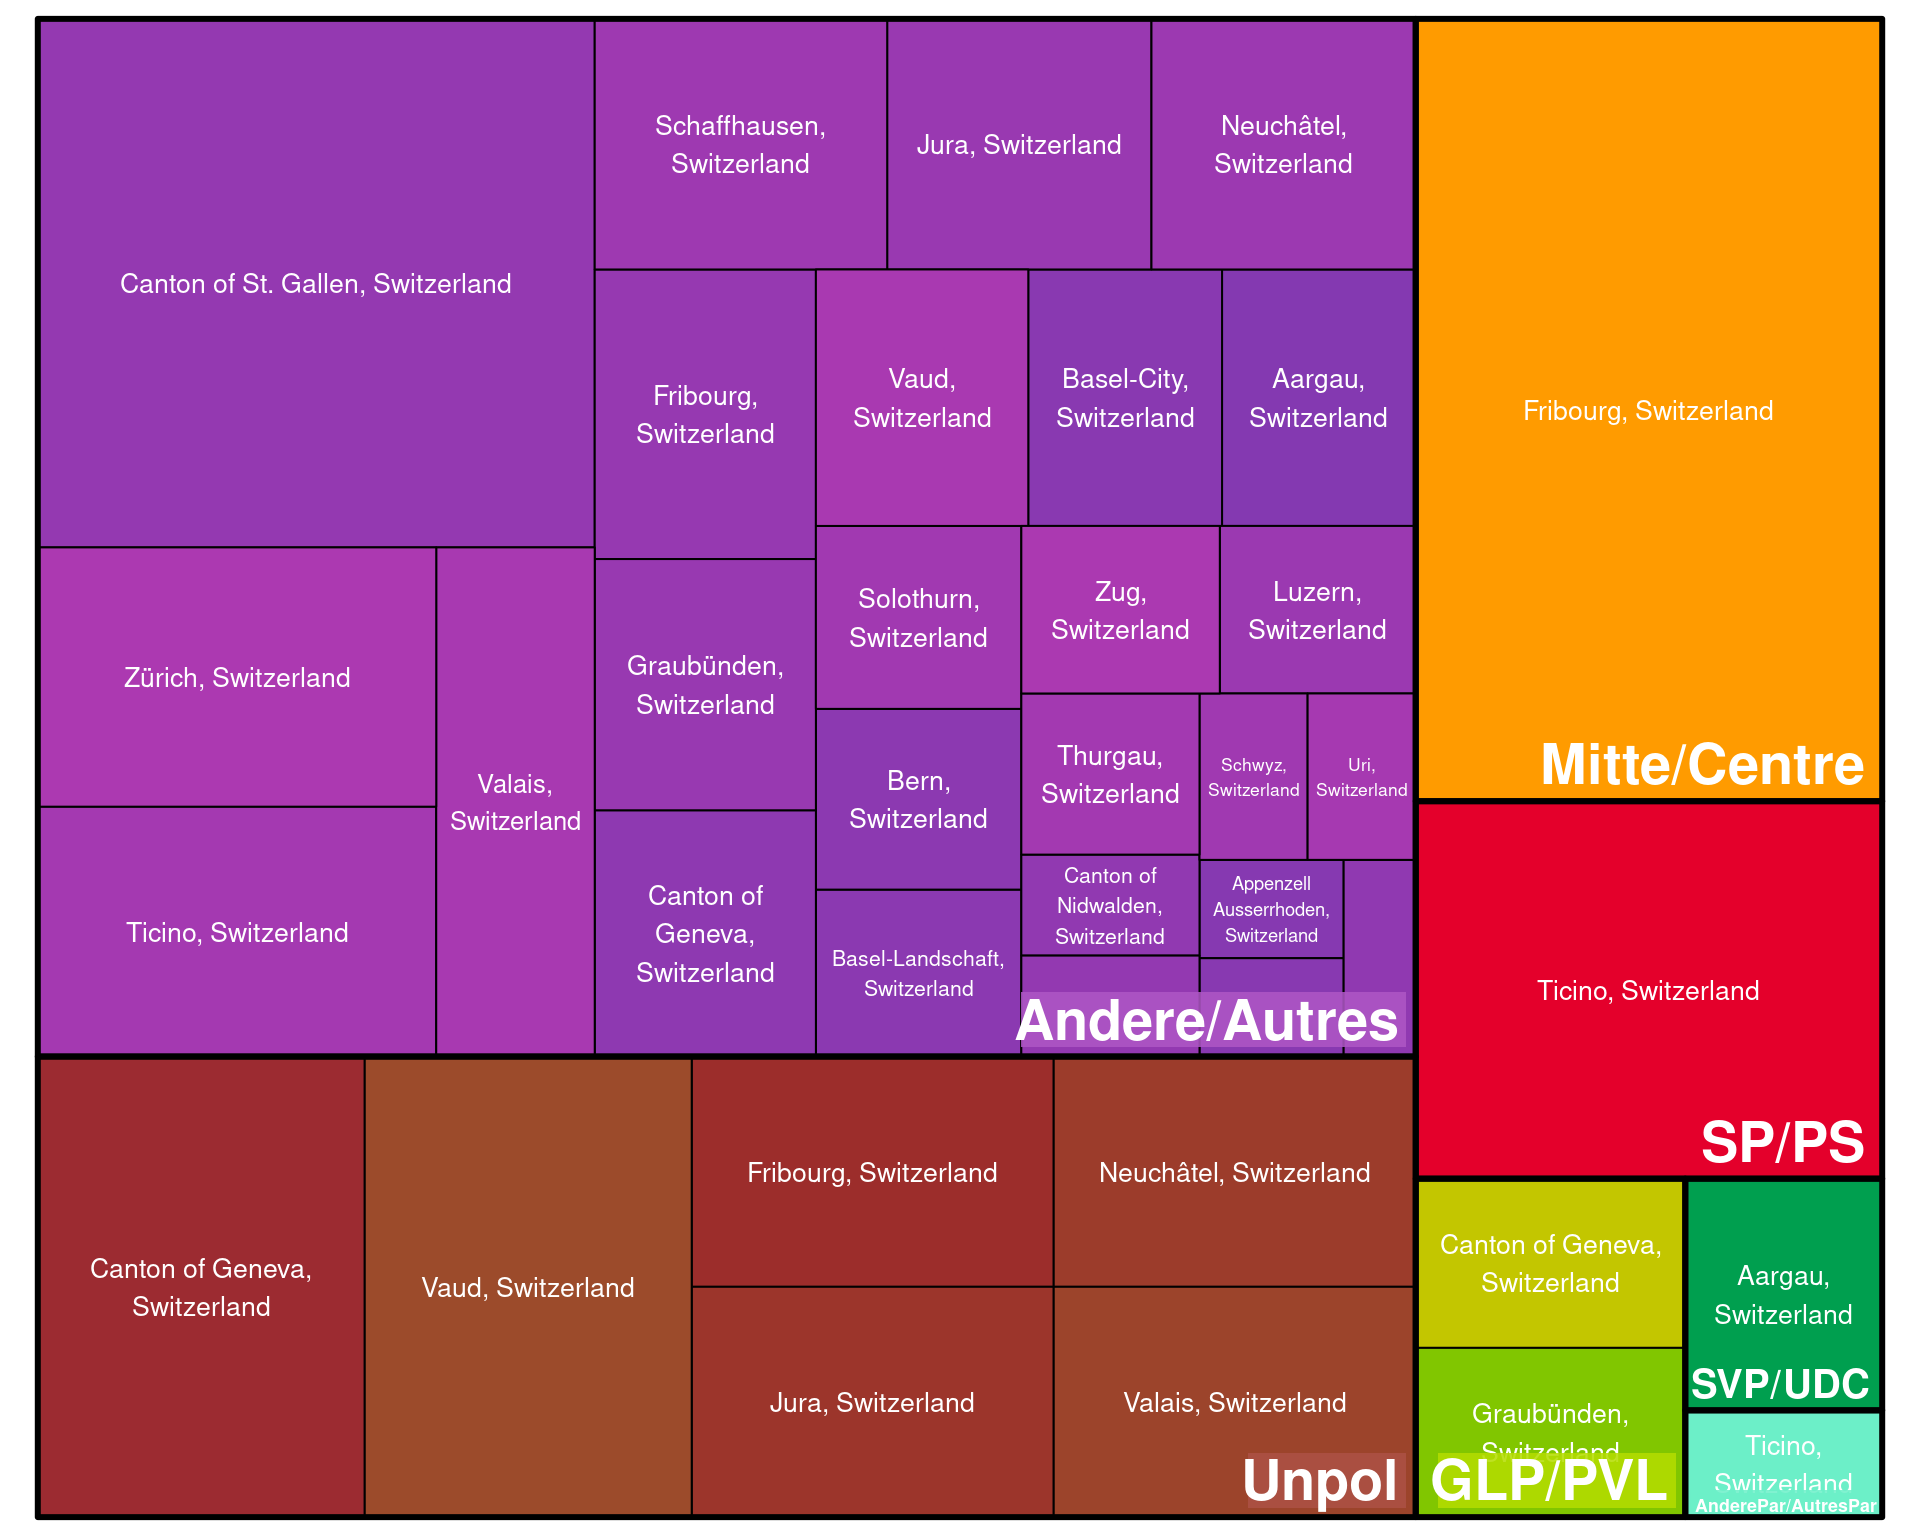 Canton of St. Gallen, Switzerland
Schaffhausen,
Switzerland
Jura, Switzerland
Neuchâtel,
Switzerland
Fribourg,
Switzerland
Vaud,
Switzerland
Basel-City,
Switzerland
Aargau,
Switzerland
Zürich, Switzerland
Ticino, Switzerland
Valais,
Switzerland
Graubünden,
Switzerland
Canton of
Geneva,
Switzerland
Solothurn,
Switzerland
Bern,
Switzerland
Basel-Landschaft,
Switzerland
Zug,
Switzerland
Luzern,
Switzerland
Thurgau,
Switzerland
Schwyz,
Switzerland
Uri,
Switzerland
Canton of
Nidwalden,
Switzerland
Appenzell
Ausserrhoden,
Switzerland
Andere/Autres
Fribourg, Switzerland
Mitte/Centre
Ticino, Switzerland
SP/PS
Canton of Geneva,
Switzerland
Vaud, Switzerland
Fribourg, Switzerland
Neuchâtel, Switzerland
Jura, Switzerland
Valais, Switzerland
Unpol
Canton of Geneva,
Switzerland
Graubünden,
Switzerland
GLP/PVL
Aargau,
Switzerland
SVP/UDC
Ticino,
Switzerland
AnderePar/AutresPar